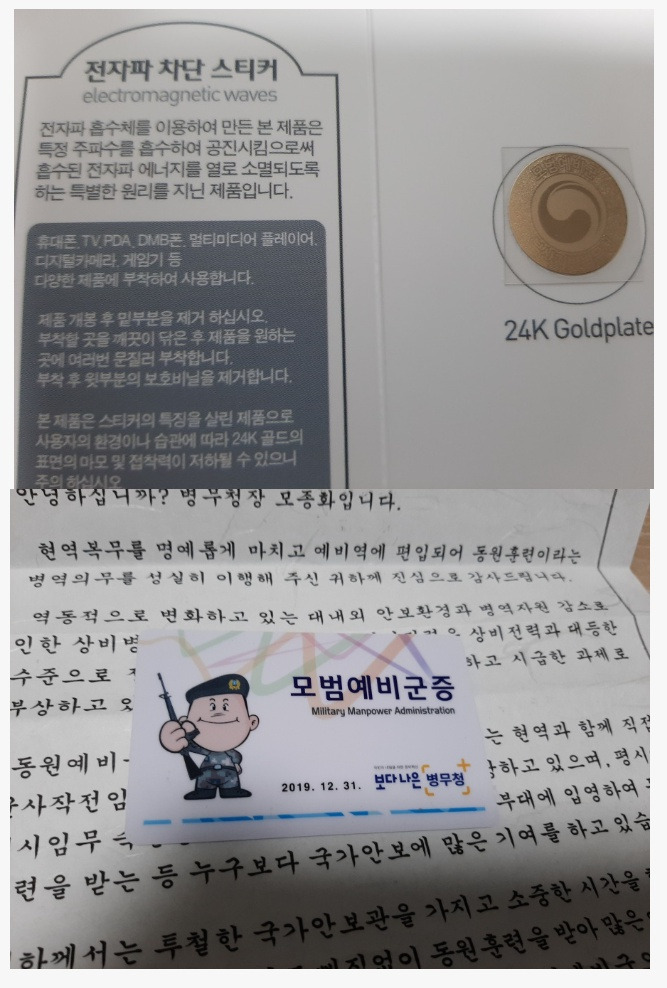 전자파 차단 스티커
electromagnetic waves
전자파 흡수체를 이용하여 만든 본 제품은
특정 주파수를 흡수하여 공진시킴으로써
흡수된 전자파 에너지를 열로 소멸되도록
하는 특별한 원리를 지닌 제품입니다.
휴대폰, TV, PDA, DMB폰, 멀티미디어 플레이어,
디지털카메라, 게임기 등
다양한 제품에 부착하여 사용합니다.
제품 개봉 후 밑부분을 제거 하십시오.
부착할 곳을 깨끗이 닦은 후 제품을 원하는
곳에 여러번 문질러 부착합니다.
부착 후 윗부분의 보호비닐을 제거합니다.
본 제품은 스티커의 특징을 살린 제품으로
사용자의 환경이나 습관에 따라 24K 골드의
표면의 마모 및 접착력이 저하될 수 있으니
주의 하십시오
24K Goldplate
안녕하십니까? 병무청장 모종화입니다.
현역복무를 명예롭게 마치고 예비역에 편입되어 동원훈련이라는
병역의무를 성실히 이행해 주신 귀하께 진심으로 감사드립니다.
역동적으로 변화하고 있는 대내외 안보환경과 병역자원 감소로
인한 상비병 상비전력과 대등한
수준으로 하고 시급한 과제로
부상하고 있
는 현역과 함께 직접
동원예비 하고 있으며, 평시
군사작전 임 부대에 입영하여
시임무
련을 받는 등 누구보다 국가안보에 많은 기여를 하고 있습
하께서는 투철한 국가안보관을 가지고 소중한 시간을
없이 동원훈련을 받아 많은
모범예비군증
Military Manpower Administration
2019. 12. 31.
보다나은 병무청